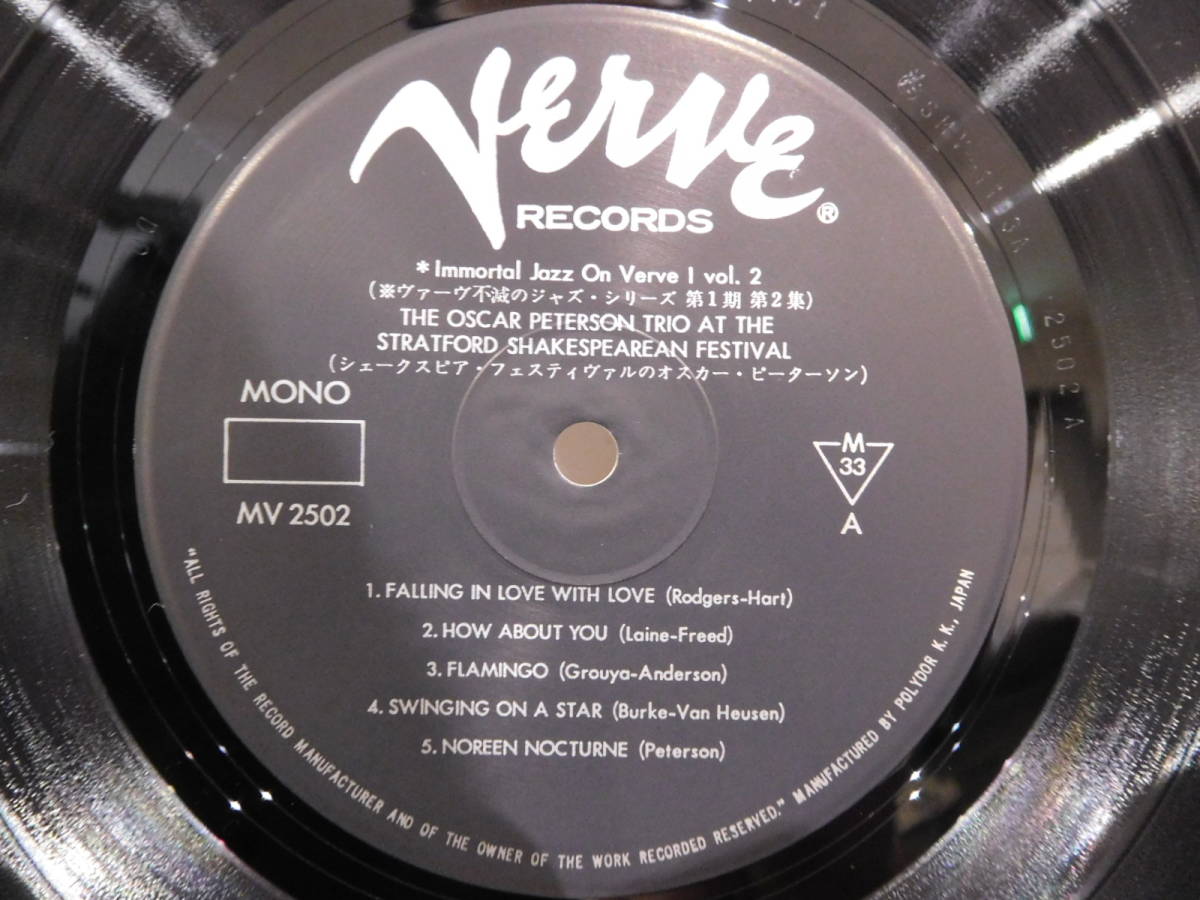 Verve
RECORDS ®
*Immortal Jazz On Verve I vol. 2
(※ヴァーヴ不滅のジャズ・シリーズ 第1期 第2集)
THE OSCAR PETERSON TRIO AT THE
STRATFORD SHAKESPEAREAN FESTIVAL
(シェークスピア・フェスティヴァルのオスカー・ピーターソン)
MONO
MV 2502
M
33
A
1. FALLING IN LOVE WITH LOVE (Rodgers-Hart)
2. HOW ABOUT YOU (Laine-Freed)
3. FLAMINGO (Grouya-Anderson)
4. SWINGING ON A STAR (Burke-Van Heusen)
5. NOREEN NOCTURNE (Peterson)
"ALL RIGHTS OF THE RECORD MANUFACTURER AND OF THE OWNER OF THE WORK RECORDED RESERVED." MANUFACTURED BY POLYDOR K. K., JAPAN
2502 A